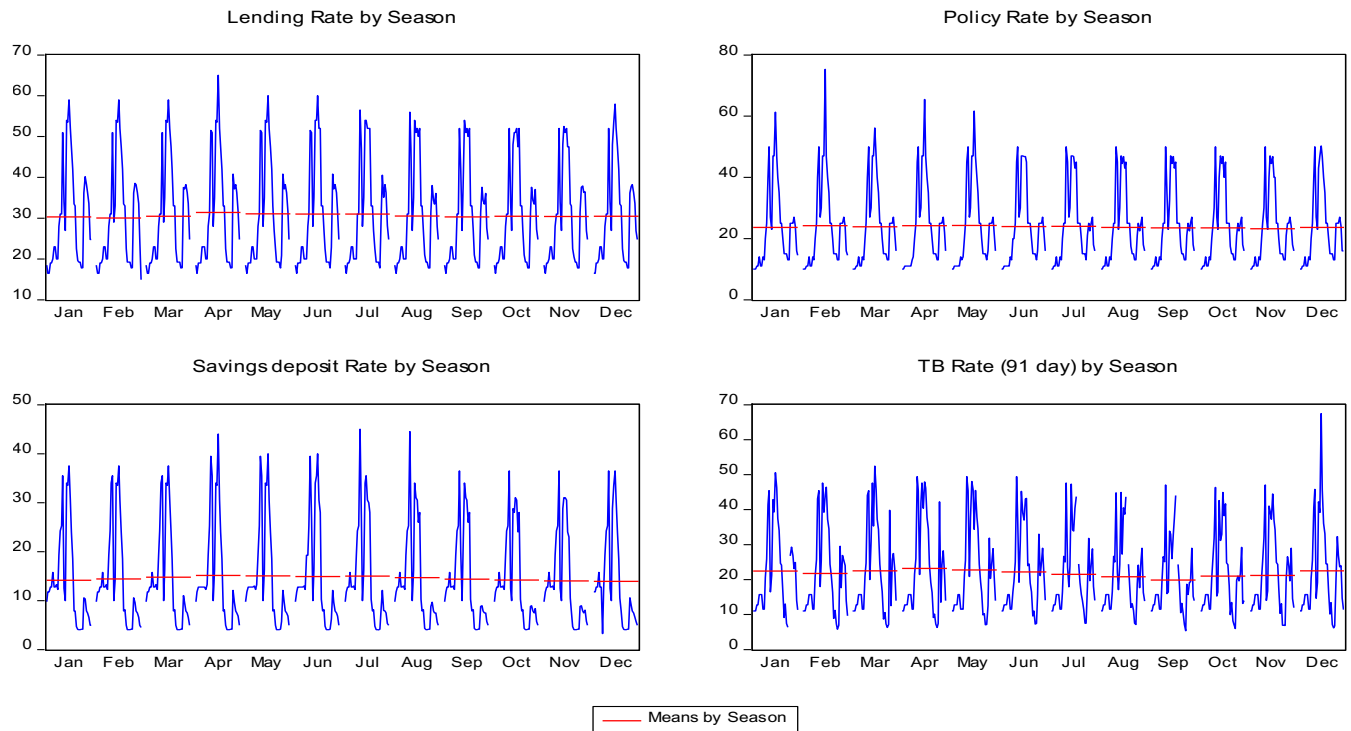 Lending Rate by Season
70
60
50
40
30
20
10
Jan Feb Mar Apr May Jun Jul Aug Sep Oct Nov Dec
Policy Rate by Season
80
60
40
20
0
Jan Feb Mar Apr May Jun Jul Aug Sep Oct Nov Dec
Savings deposit Rate by Season
50
40
30
20
10
0
Jan Feb Mar Apr May Jun Jul Aug Sep Oct Nov Dec
TB Rate (91 day) by Season
70
60
50
40
30
20
10
0
Jan Feb Mar Apr May Jun Jul Aug Sep Oct Nov Dec
Means by Season